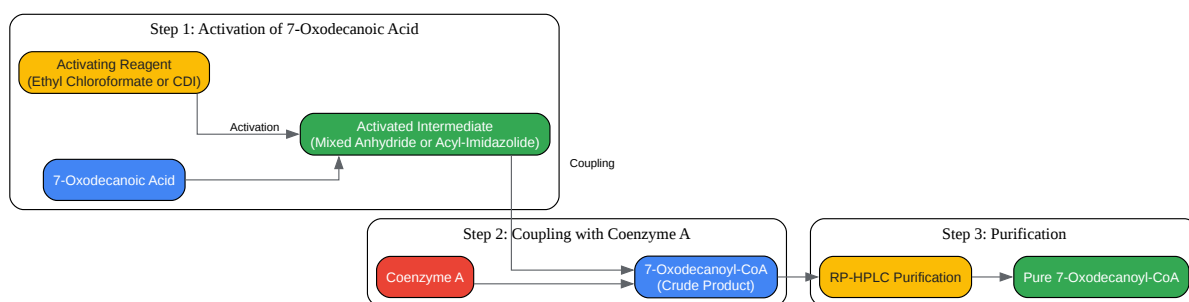 Step 1: Activation of 7-Oxodecanoic Acid
Activating Reagent
(Ethyl Chloroformate or CDI)
Activation
Activated Intermediate
(Mixed Anhydride or Acyl-Imidazolide)
7-Oxodecanoic Acid
Coupling
Step 2: Coupling with Coenzyme A
Coenzyme A
7-Oxodecanoyl-CoA
(Crude Product)
Step 3: Purification
RP-HPLC Purification
Pure 7-Oxodecanoyl-CoA